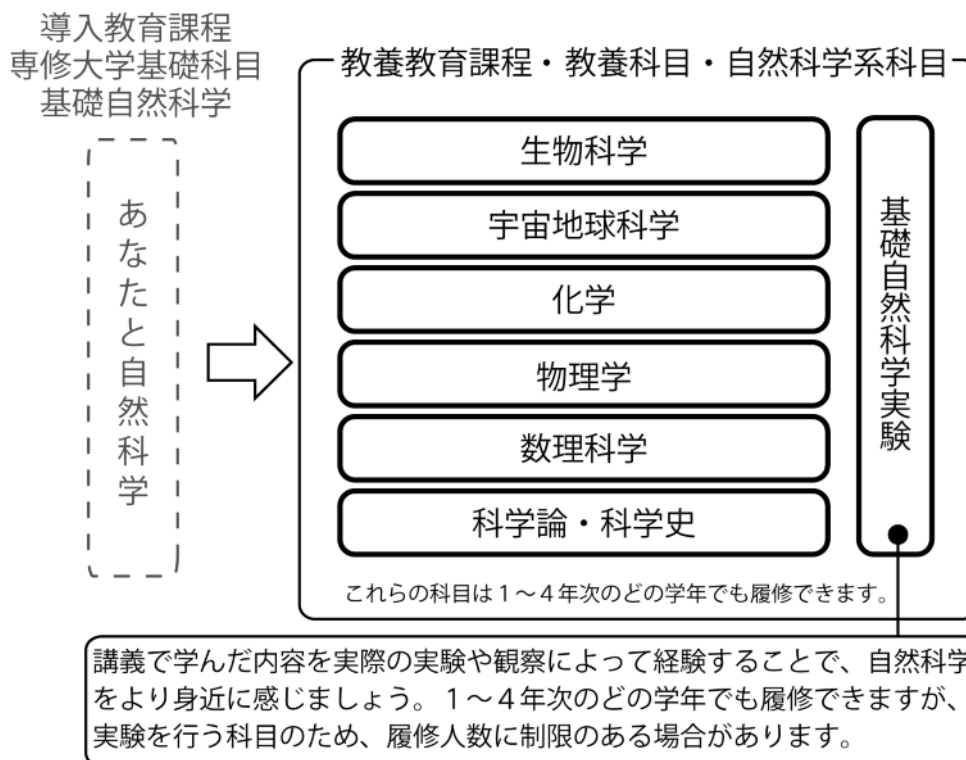 導入教育課程
専修大学基礎科目
基礎自然科学
あなたと自然科学
教養教育課程・教養科目・自然科学系科目
生物科学
宇宙地球科学
化学
物理学
数理科学
科学論・科学史
基礎自然科学実験
これらの科目は1〜4年次のどの学年でも履修できます。
講義で学んだ内容を実際の実験や観察によって経験することで、自然科学
をより身近に感じましょう。1〜4年次のどの学年でも履修できますが、
実験を行う科目のため、履修人数に制限のある場合があります。